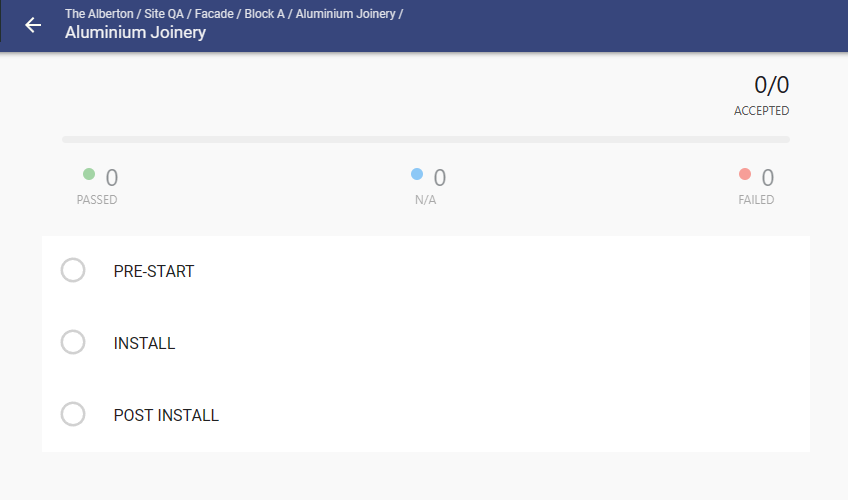 The Alberton / Site QA / Facade / Block A / Aluminium Joinery /
Aluminium Joinery
0/0
ACCEPTED
0
PASSED
0
N/A
0
FAILED
PRE-START
INSTALL
POST INSTALL